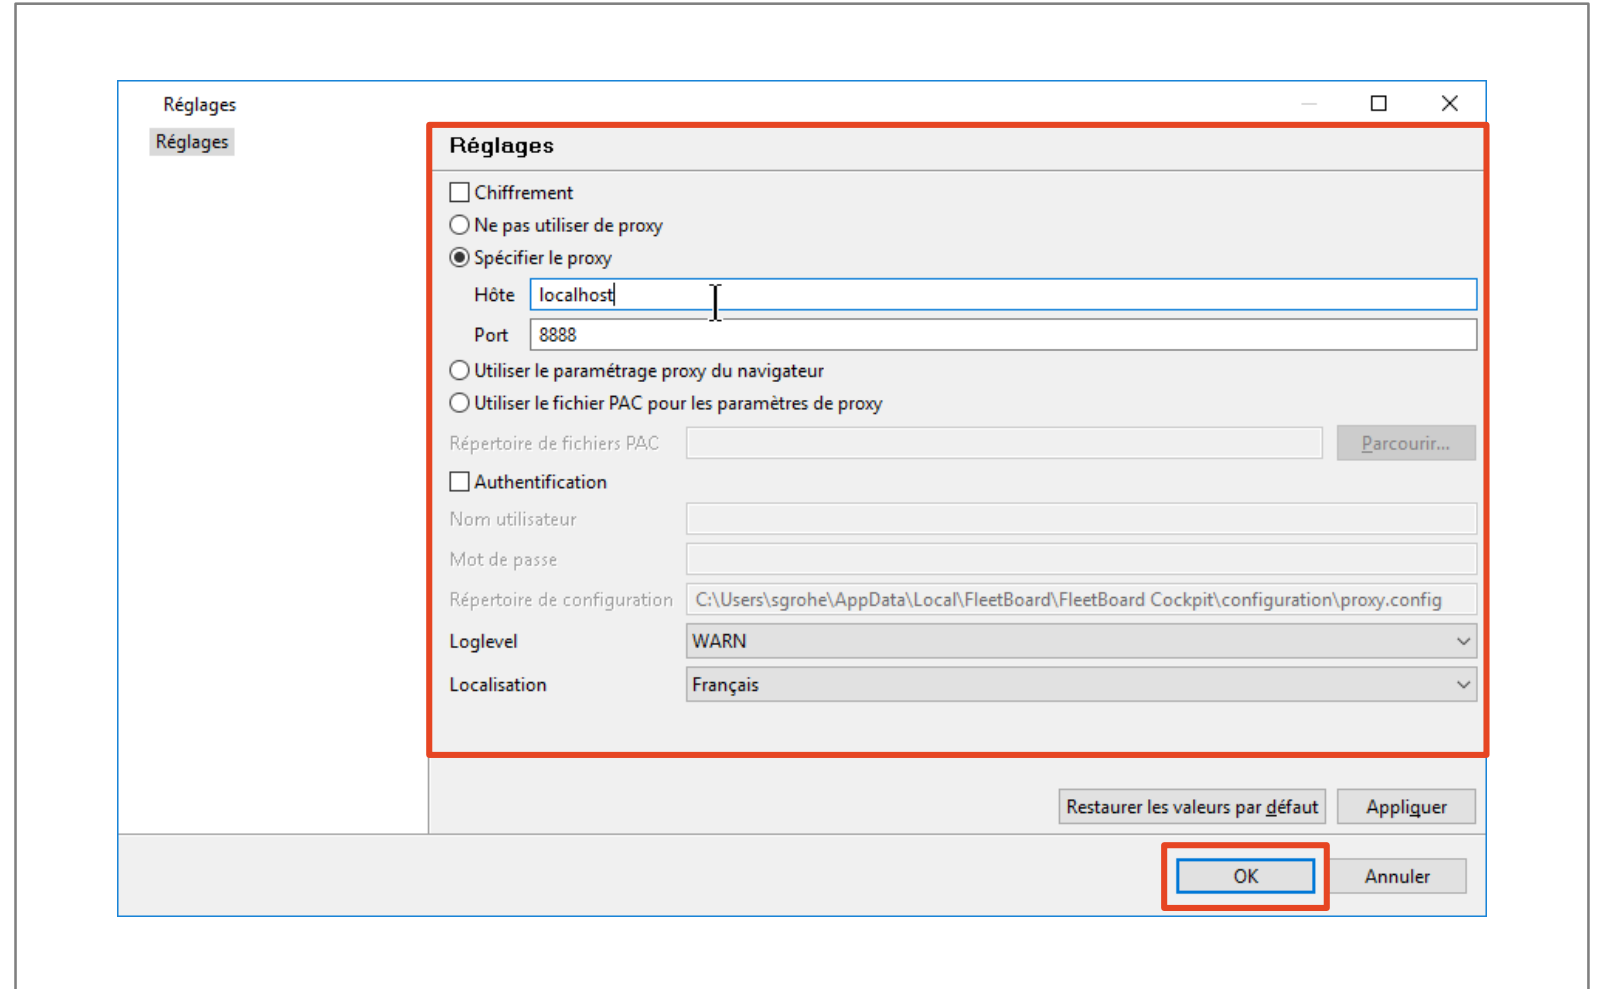 Réglages
Réglages
Réglages
Chiffrement
Ne pas utiliser de proxy
Spécifier le proxy
Hôte localhost
Port 8888
Utiliser le paramétrage proxy du navigateur
Utiliser le fichier PAC pour les paramètres de proxy
Répertoire de fichiers PAC Parcourir...
Authentification
Nom utilisateur
Mot de passe
Répertoire de configuration C:\Users\sgrohe\AppData\Local\FleetBoard\FleetBoard Cockpit\configuration\proxy.config
Loglevel WARN
Localisation Français
Restaurer les valeurs par défaut Appliquer
OK Annuler